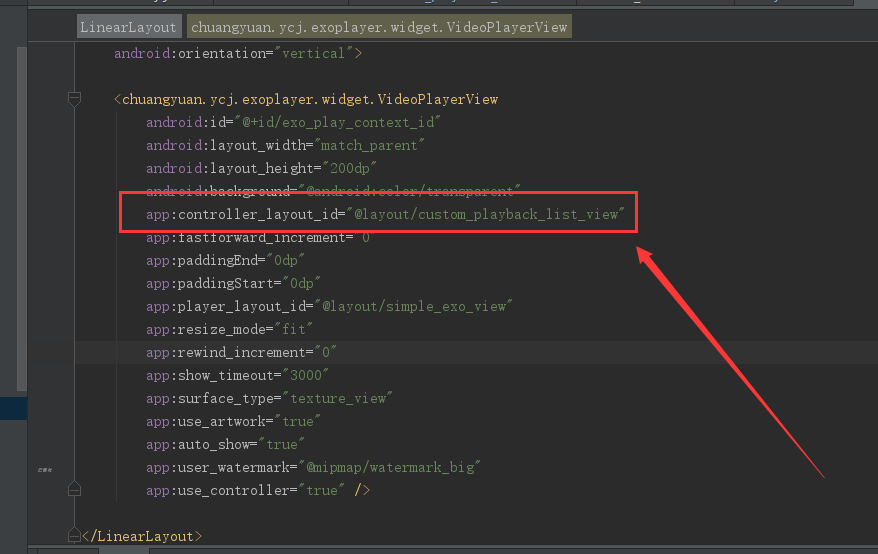 LinearLayout chuangyuan.ycj.exoplayer.widget.VideoPlayerView
android:orientation="vertical">
<chuangyuan.ycj.exoplayer.widget.VideoPlayerView
android:id="@+id/exo_play_context_id"
android:layout_width="match_parent"
android:layout_height="200dp"
android:background="@android:color/transparent"
app:controller_layout_id="@layout/custom_playback_list_view"
app:fastforward_increment="0"
app:paddingEnd="0dp"
app:paddingStart="0dp"
app:player_layout_id="@layout/simple_exo_view"
app:resize_mode="fit"
app:rewind_increment="0"
app:show_timeout="3000"
app:surface_type="texture_view"
app:use_artwork="true"
app:auto_show="true"
app:user_watermark="@mipmap/watermark_big"
app:use_controller="true" />
</LinearLayout>